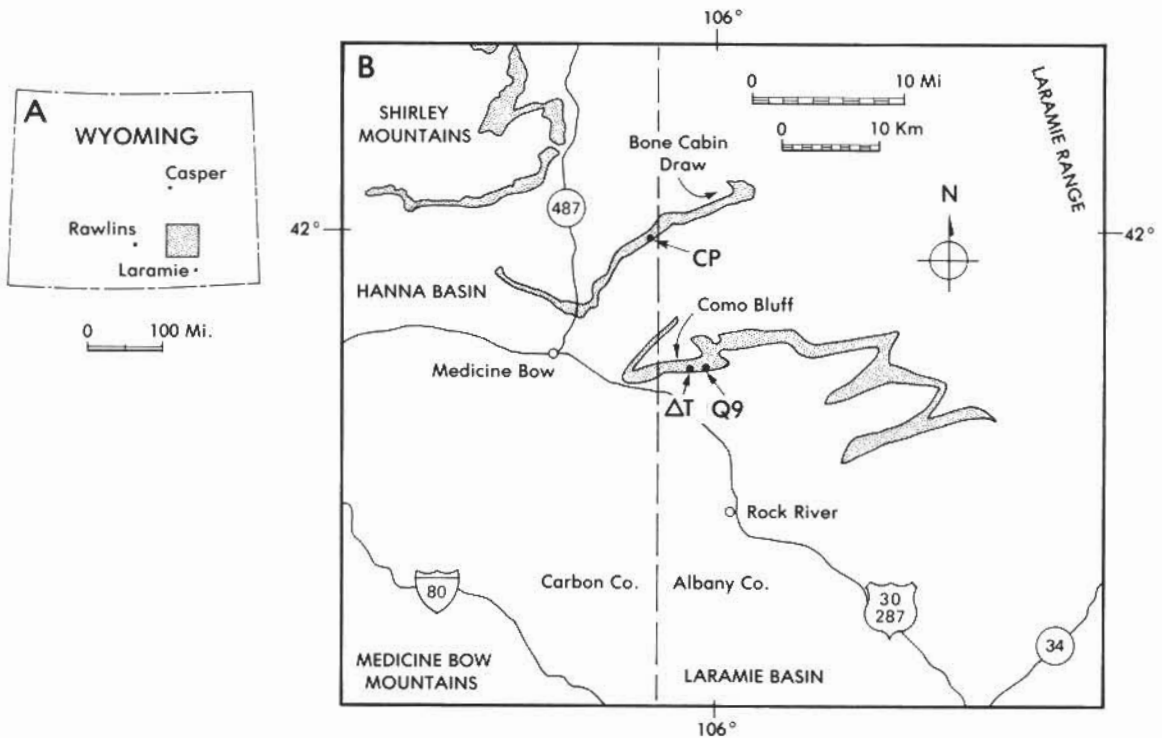 A
WYOMING
Casper
Rawlins
Laramie
0 100 Mi.
106°
B
0 10 Mi
0 10 Km
SHIRLEY
MOUNTAINS
Bone Cabin
Draw
LARAMIE RANGE
487
42°
42°
N
CP
HANNA BASIN
Como Bluff
Medicine Bow
ΔT Q9
Rock River
80
Carbon Co. Albany Co.
30
287
34
MEDICINE BOW
MOUNTAINS
LARAMIE BASIN
106°